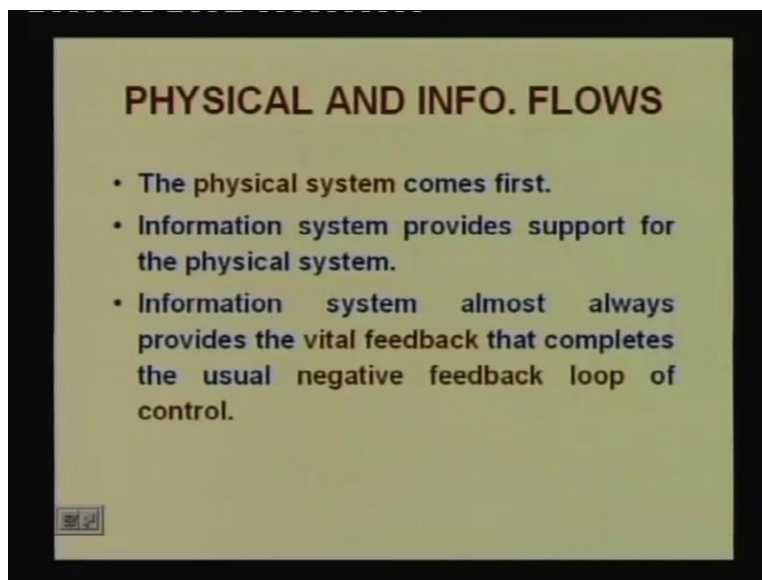 PHYSICAL AND INFO. FLOWS
• The physical system comes first.
• Information system provides support for
the physical system.
• Information system almost always
provides the vital feedback that completes
the usual negative feedback loop of
control.